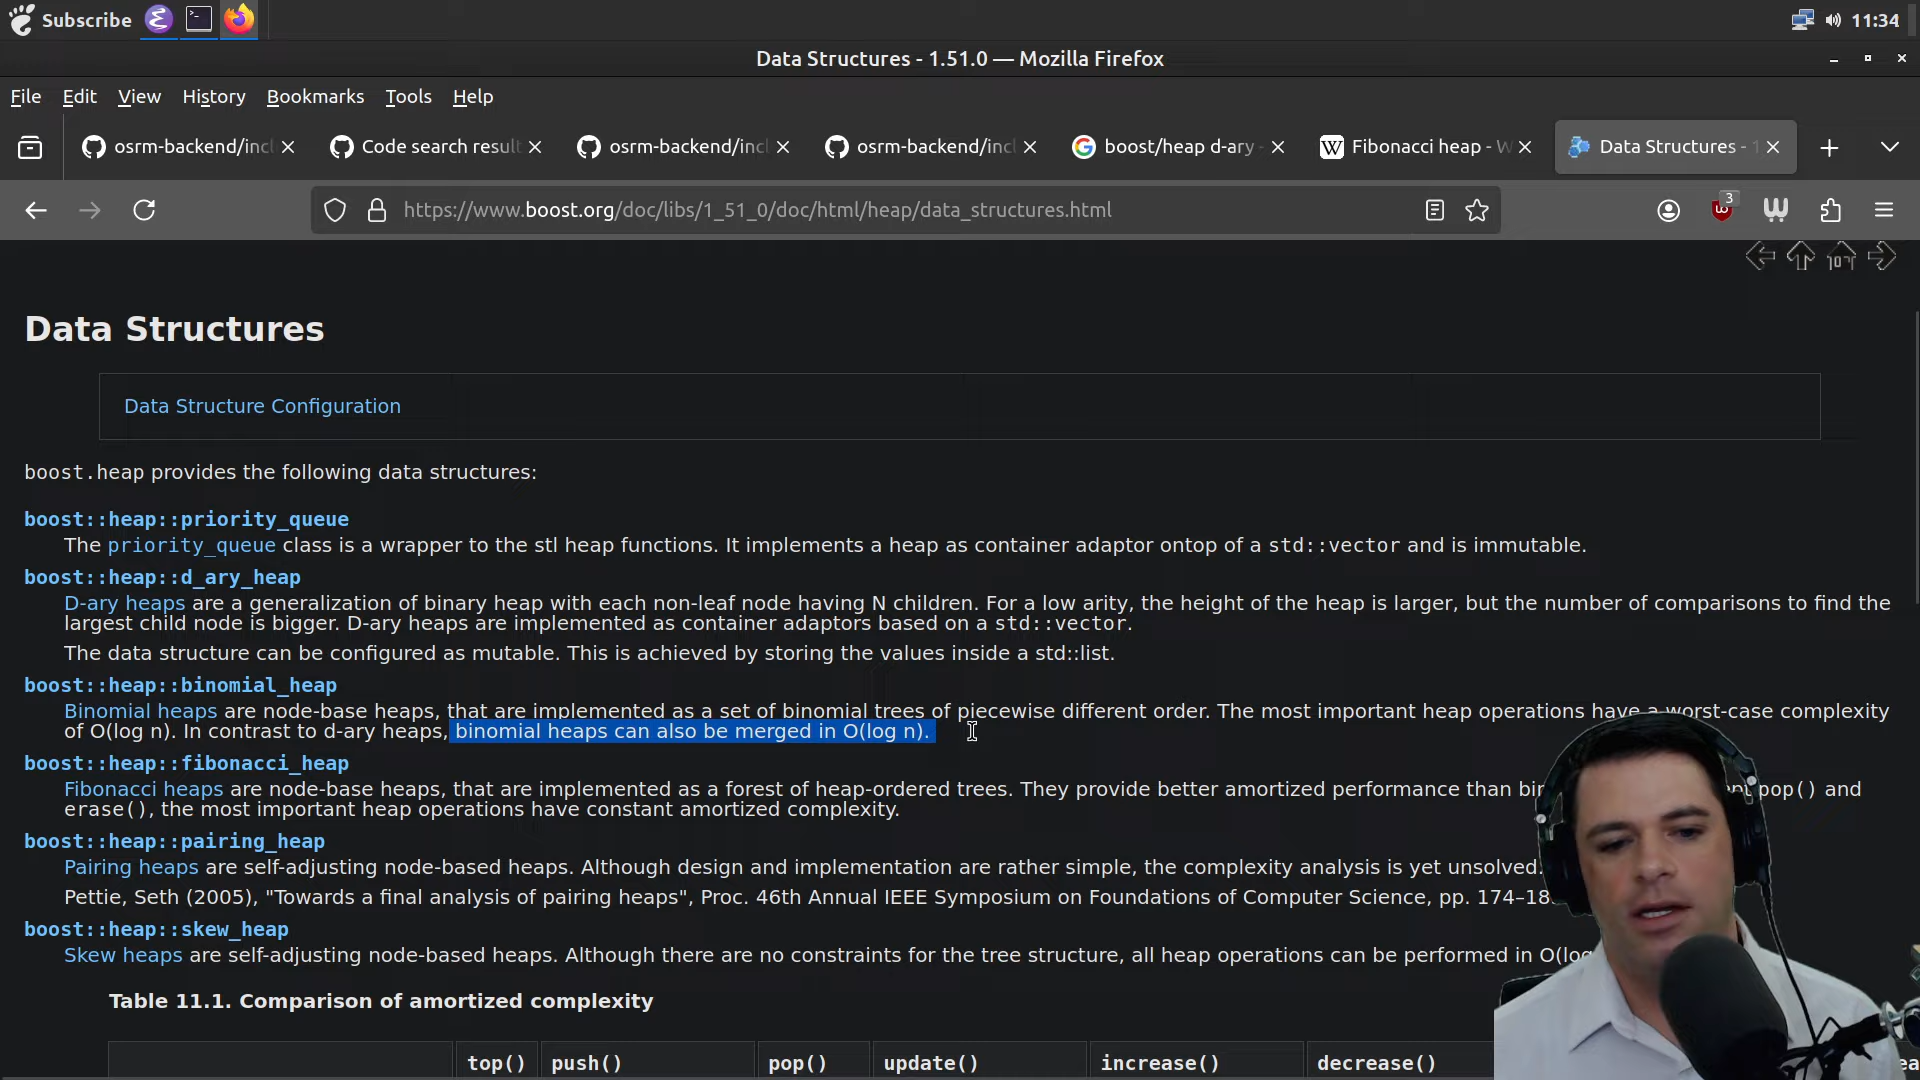 Subscribe
11:34
Data Structures - 1.51.0 — Mozilla Firefox
File Edit View History Bookmarks Tools Help
osrm-backend/incl
Code search result
osrm-backend/incl
osrm-backend/incl
boost/heap d-ary
Fibonacci heap - W
Data Structures - 1
https://www.boost.org/doc/libs/1_51_0/doc/html/heap/data_structures.html
3
Data Structures
Data Structure Configuration
boost.heap provides the following data structures:
boost::heap::priority_queue
The priority_queue class is a wrapper to the stl heap functions. It implements a heap as container adaptor ontop of a std::vector and is immutable.
boost::heap::d_ary_heap
D-ary heaps are a generalization of binary heap with each non-leaf node having N children. For a low arity, the height of the heap is larger, but the number of comparisons to find the
largest child node is bigger. D-ary heaps are implemented as container adaptors based on a std::vector.
The data structure can be configured as mutable. This is achieved by storing the values inside a std::list.
boost::heap::binomial_heap
Binomial heaps are node-base heaps, that are implemented as a set of binomial trees of piecewise different order. The most important heap operations have a worst-case complexity
of O(log n). In contrast to d-ary heaps, binomial heaps can also be merged in O(log n).
boost::heap::fibonacci_heap
Fibonacci heaps are node-base heaps, that are implemented as a forest of heap-ordered trees. They provide better amortized performance than pop() and
erase(), the most important heap operations have constant amortized complexity.
boost::heap::pairing_heap
Pairing heaps are self-adjusting node-based heaps. Although design and implementation are rather simple, the complexity analysis is yet unsolved.
Pettie, Seth (2005), "Towards a final analysis of pairing heaps", Proc. 46th Annual IEEE Symposium on Foundations of Computer Science, pp.
boost::heap::skew_heap
Skew heaps are self-adjusting node-based heaps. Although there are no constraints for the tree structure, all heap operations can be performed in
Table 11.1. Comparison of amortized complexity
top() push() pop() update() increase() decrease()